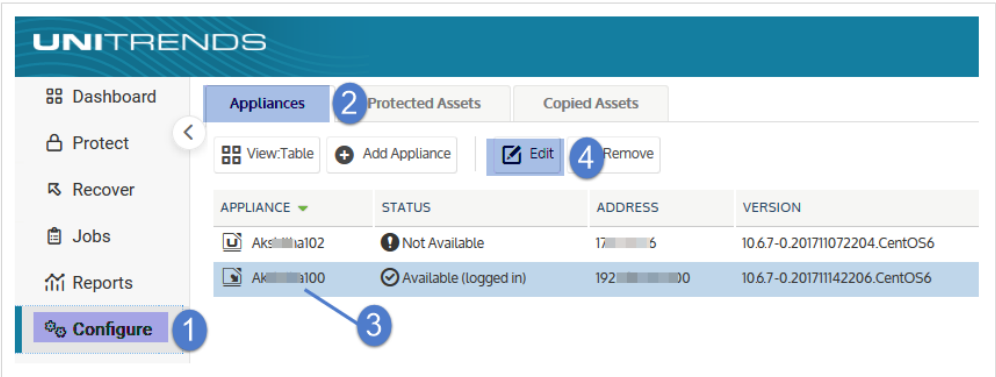 UNITRENDS
Dashboard
Protect
Recover
Jobs
Reports
Configure 1
Appliances 2 Protected Assets Copied Assets
View:Table Add Appliance Edit 4 Remove
APPLIANCE STATUS ADDRESS VERSION
Not Available 10.6.7-0.201711072204.CentOS6
Available (logged in) 10.6.7-0.201711142206.CentOS6
3